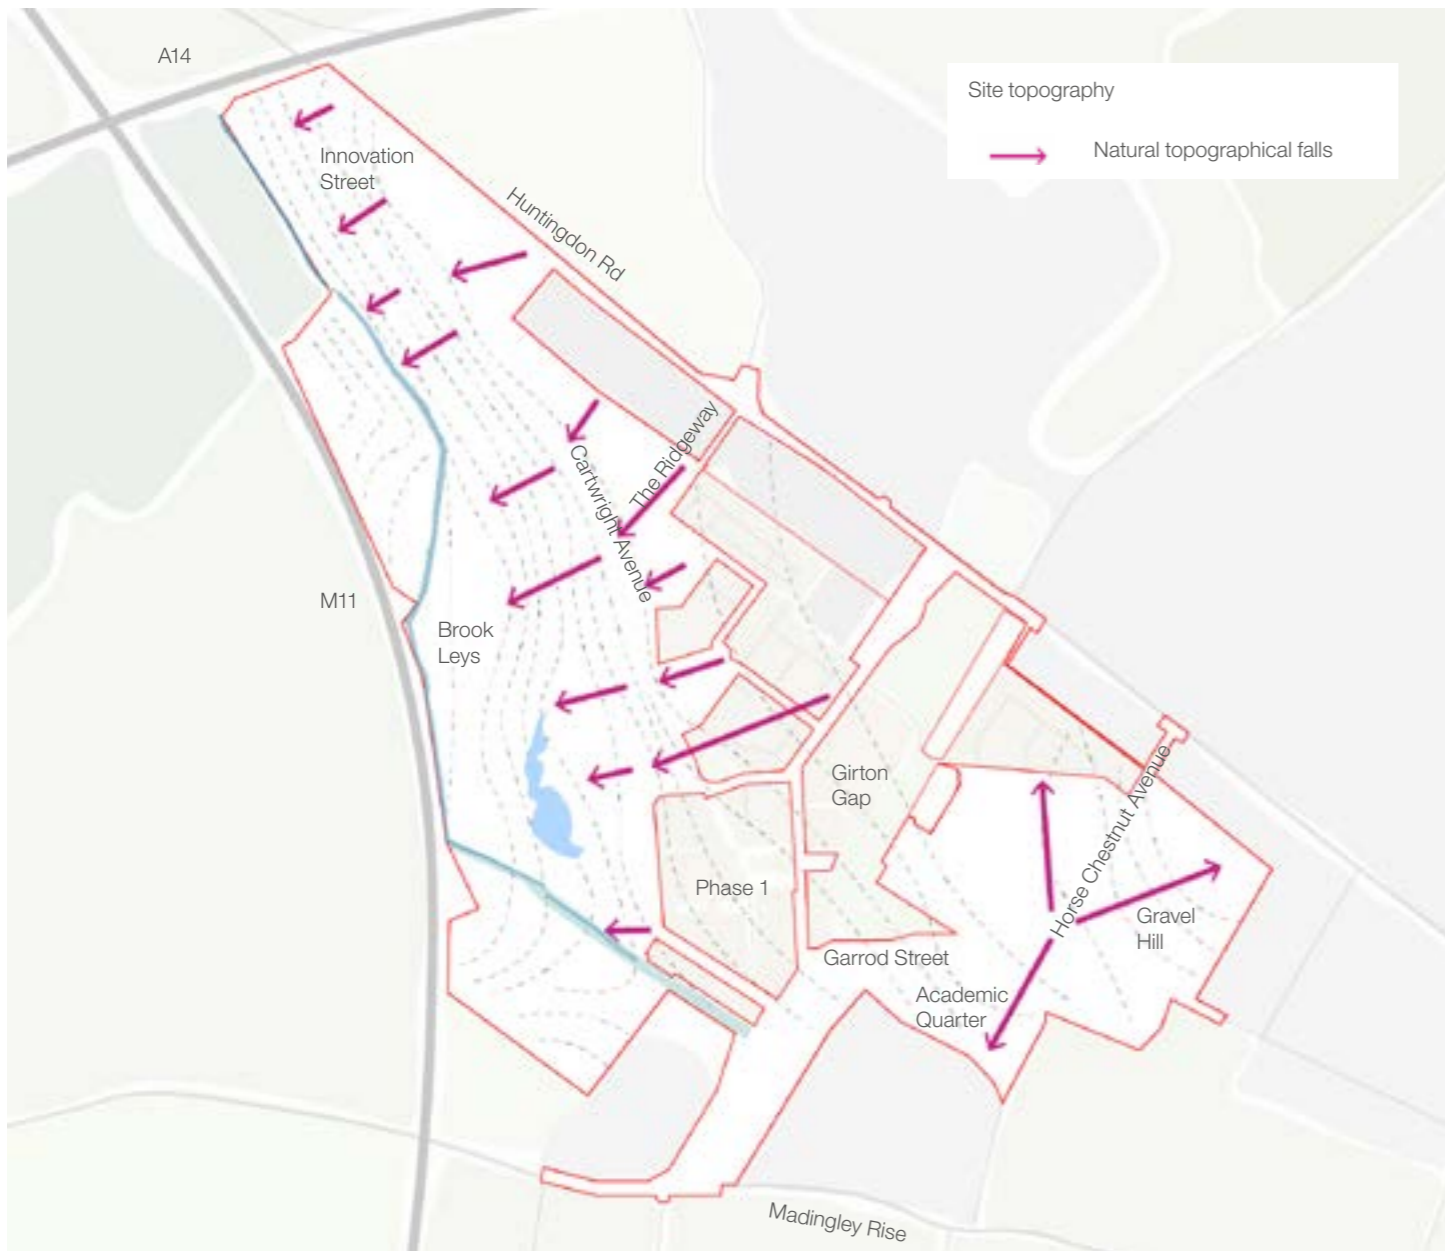 A14
Site topography
Natural topographical falls
Innovation
Street
Huntingdon Rd
The Ridgeway
Cartwright Avenue
M11
Brook
Leys
Girton
Gap
Horse Chestnut Avenue
Phase 1
Gravel
Hill
Garrod Street
Academic
Quarter
Madingley Rise